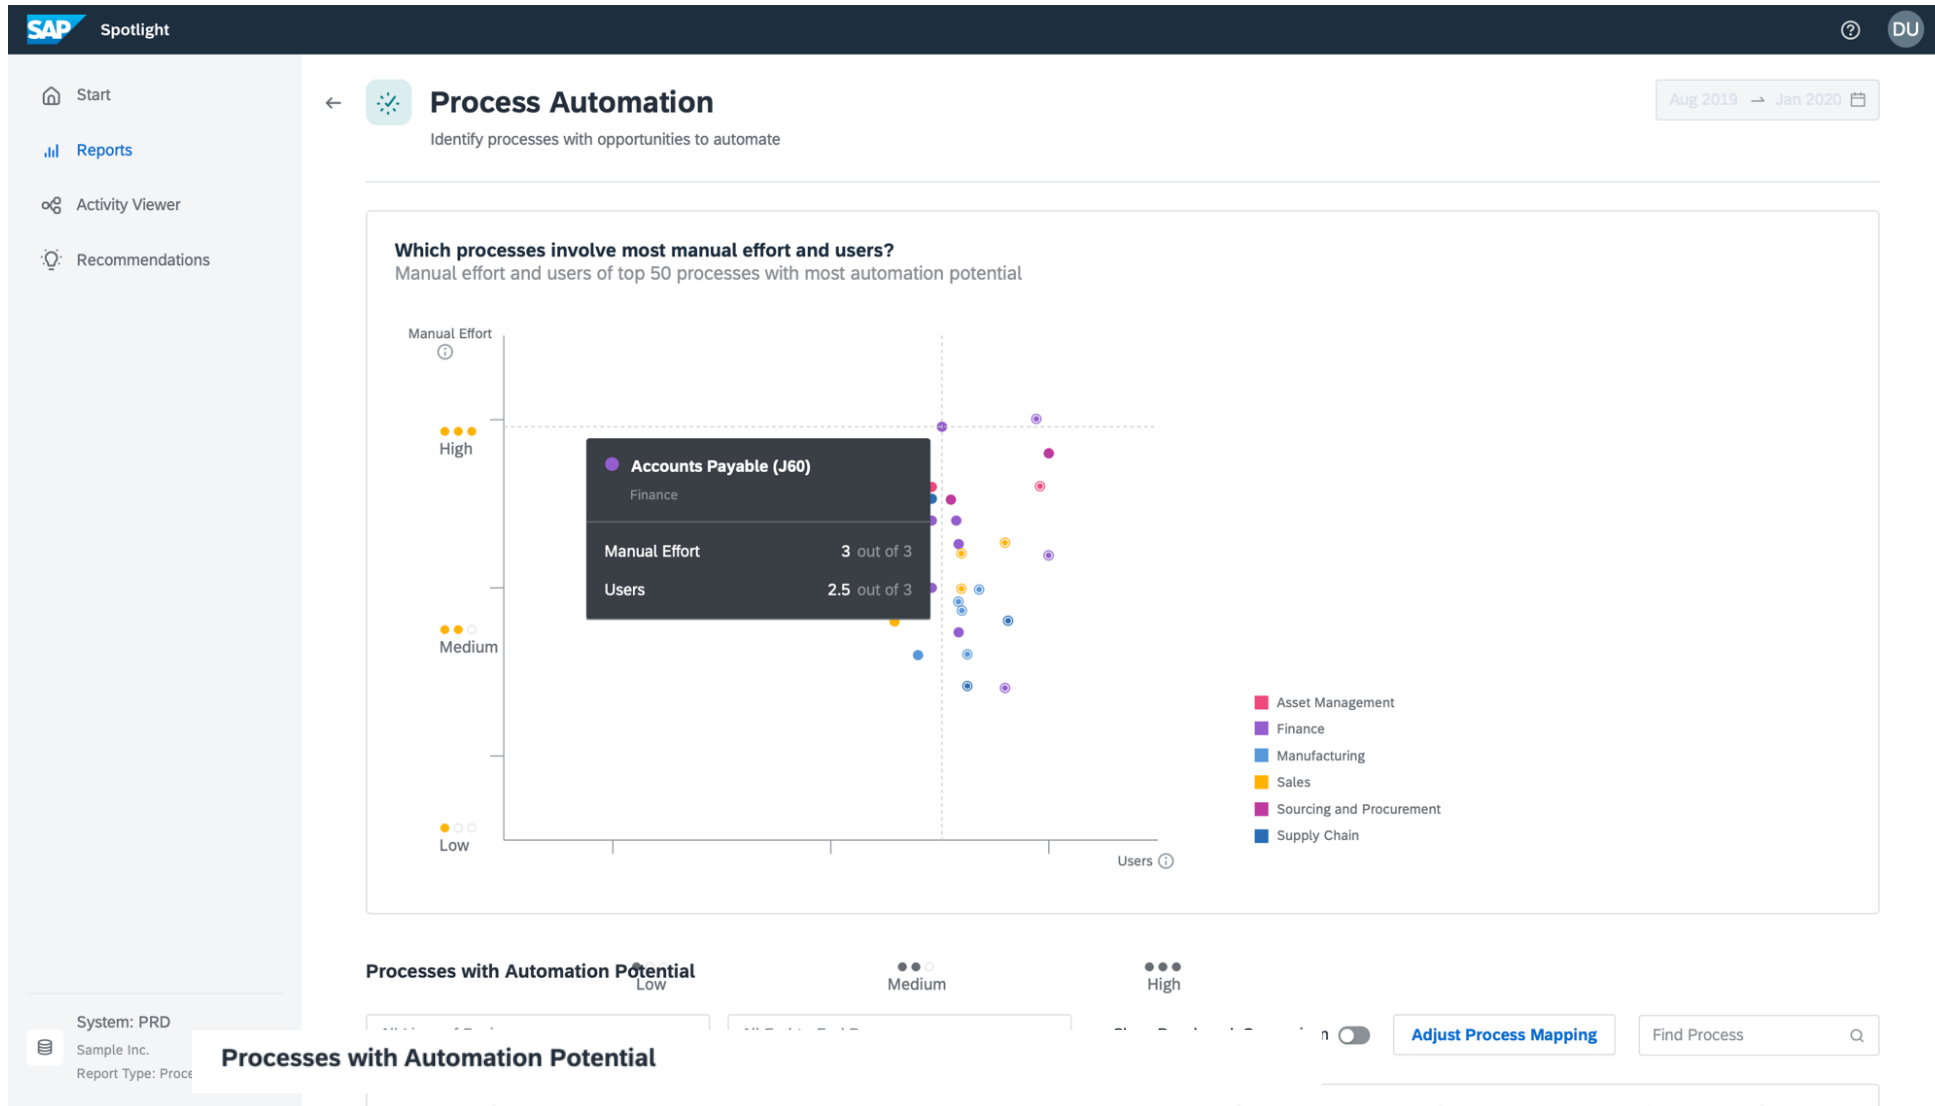 SAP Spotlight
DU
Start
Reports
Activity Viewer
Recommendations
Process Automation
Identify processes with opportunities to automate
Aug 2019 → Jan 2020
Which processes involve most manual effort and users?
Manual effort and users of top 50 processes with most automation potential
Manual Effort
High
Medium
Low
Accounts Payable (J60)
Finance
Manual Effort 3 out of 3
Users 2.5 out of 3
Users
Asset Management
Finance
Manufacturing
Sales
Sourcing and Procurement
Supply Chain
Processes with Automation Potential
Low
Medium
High
Adjust Process Mapping
Find Process
System: PRD
Sample Inc.
Report Type: Proce
Processes with Automation Potential